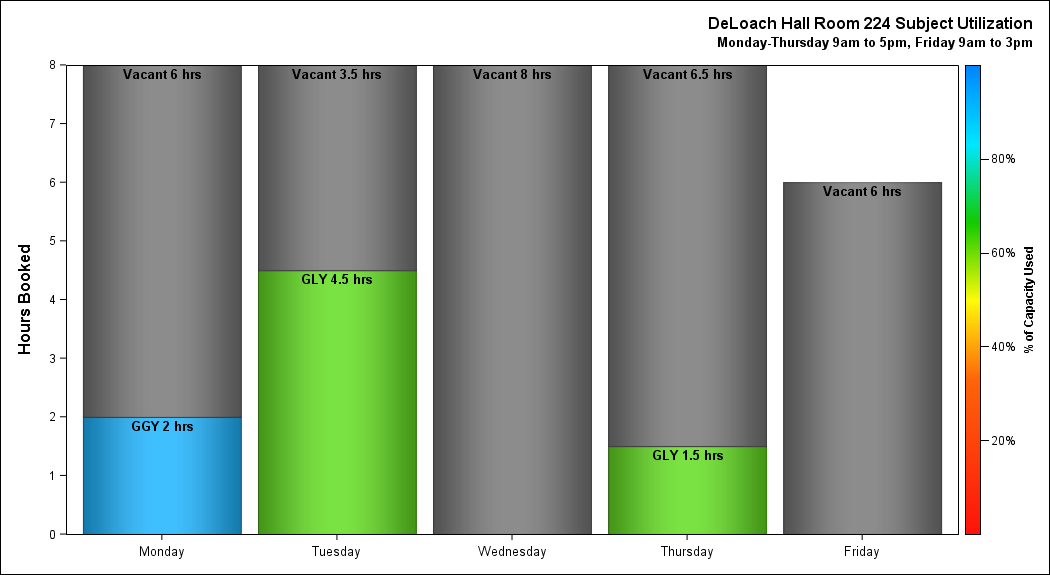 DeLoach Hall Room 224 Subject Utilization
Monday-Thursday 9am to 5pm, Friday 9am to 3pm
Hours Booked
8
7
6
5
4
3
2
1
0
Vacant 6 hrs
GGY 2 hrs
Vacant 3.5 hrs
GLY 4.5 hrs
Vacant 8 hrs
Vacant 6.5 hrs
GLY 1.5 hrs
Vacant 6 hrs
Monday
Tuesday
Wednesday
Thursday
Friday
80%
60%
40%
20%
% of Capacity Used